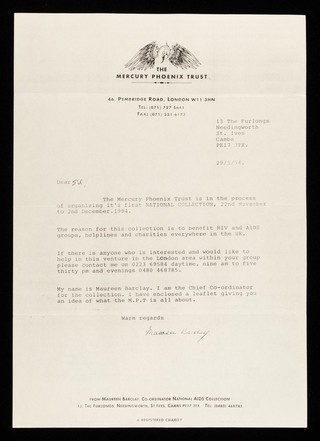 THE
MERCURY PHOENIX TRUST
46, PEMBRIDGE ROAD, LONDON W11 3HN
TEL: (071)
FAX: (071)
13 The Furlongs
Needingworth
St. Ives
Cambs
Dear
The Mercury Phoenix Trust is in the process
of organising it's first NATIONAL COLLECTION, 22nd November
to 2nd December.1994.
The reason for this collection is to benefit HIV and AIDS
groups, helplines and charities everywhere in the UK.
If there is anyone who is interested and would like to
help in this venture in the London area within your group
please contact me on 0223 69504 daytime, nine am to five
thirty pm and evenings 0480 468785.
My name is Maureen Barclay. I am the Chief Co-ordinator
for the collection. I have enclosed a leaflet giving you
an idea of what the M.P.T is all about.
Warm regards
FROM MAUREEN BARCLAY, CO-ORDINATOR NATIONAL AIDS COLLECTION
13, THE FURLONGS, NEEDINGWORTH, ST IVES, CAMBS
A REGISTERED CHARITY